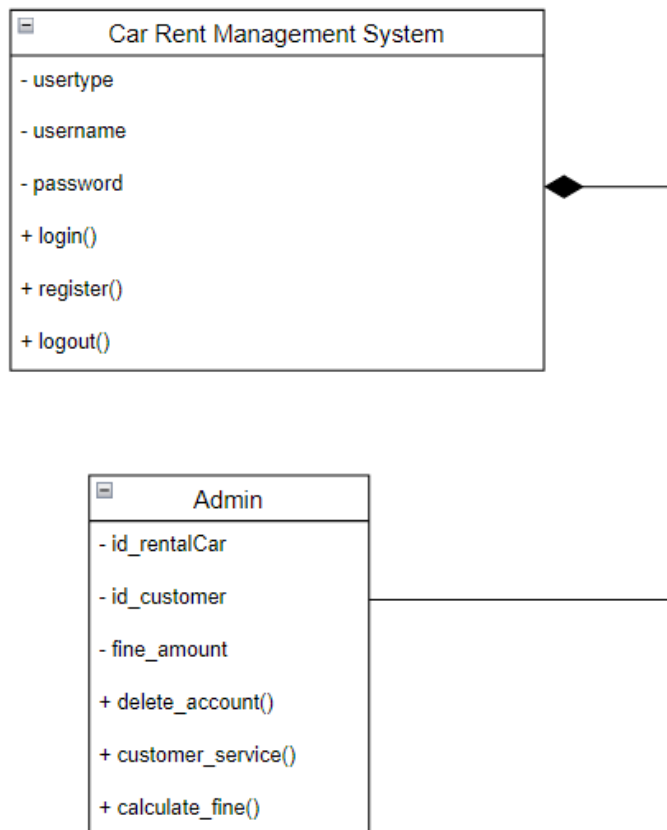 Car Rent Management System
- usertype
- username
- password
+ login()
+ register()
+ logout()
Admin
- id_rentalCar
- id_customer
- fine_amount
+ delete_account()
+ customer_service()
+ calculate_fine()